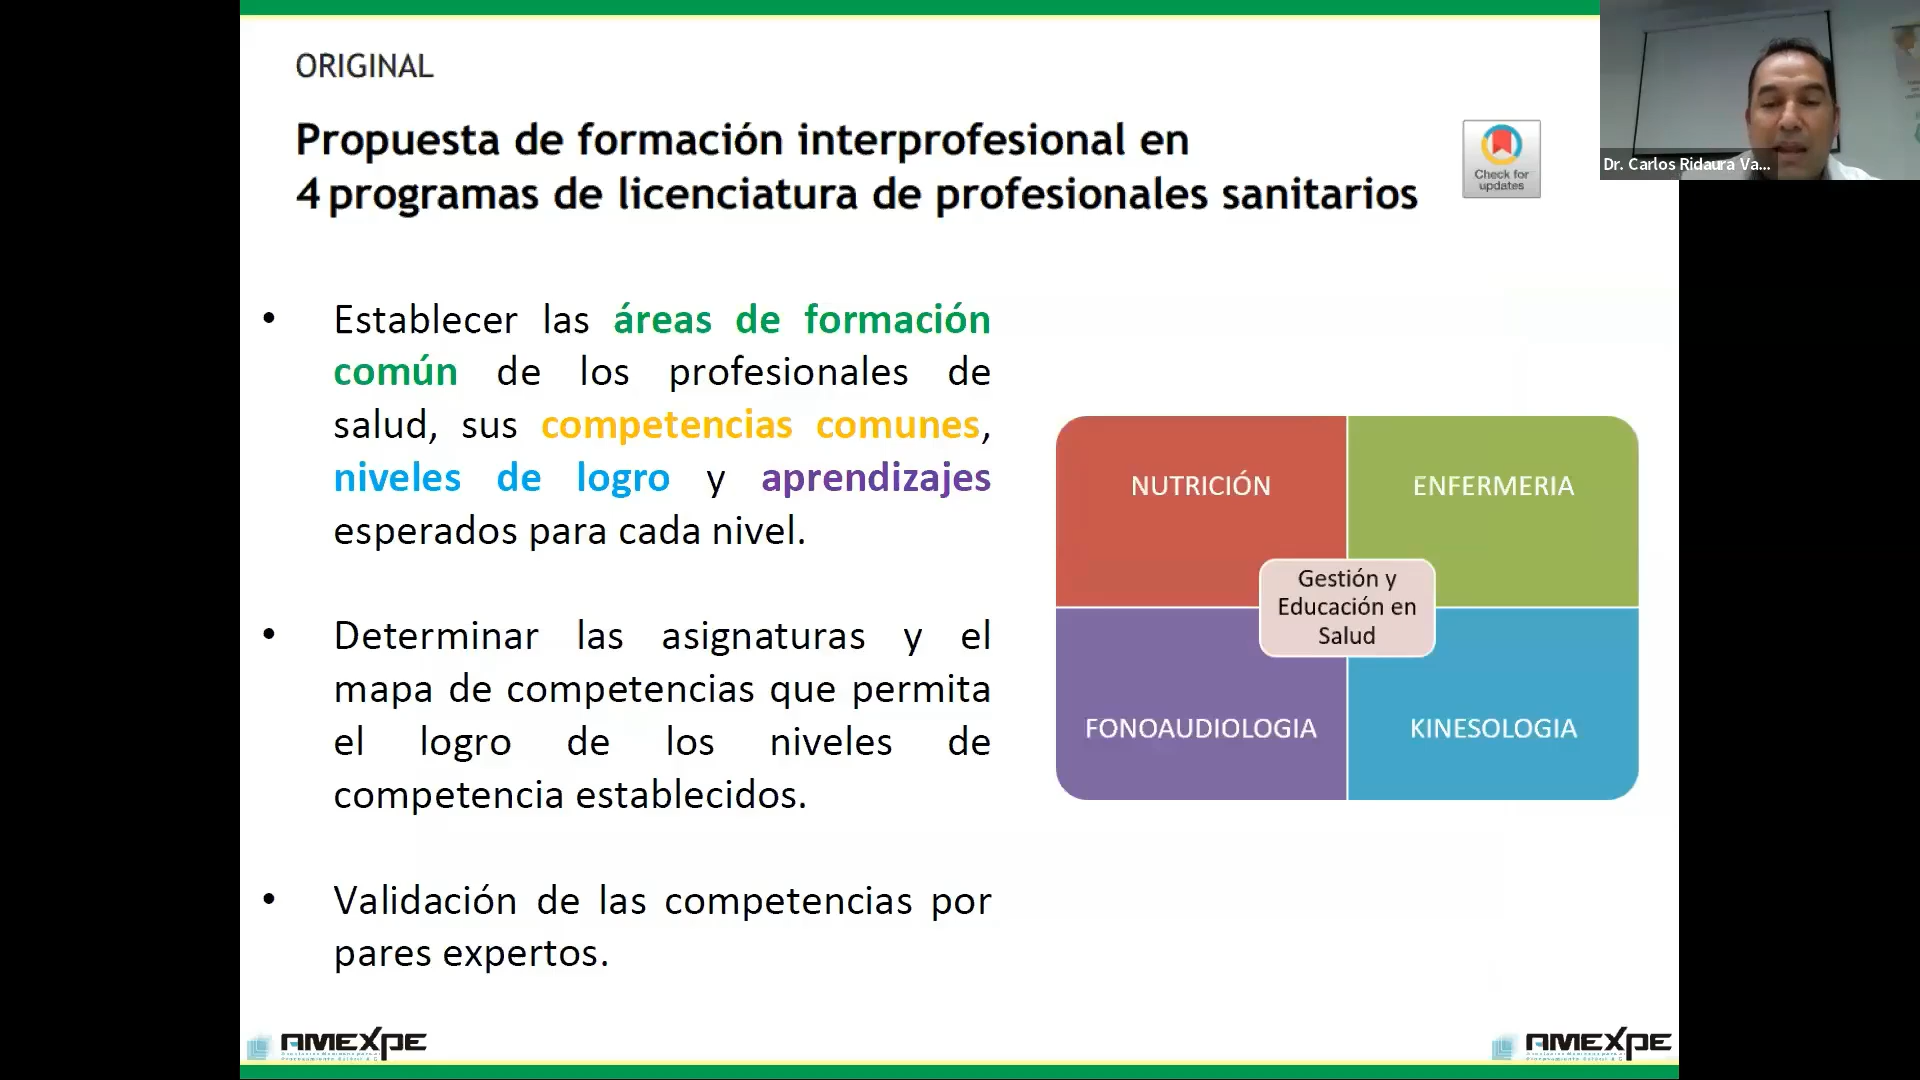 ORIGINAL
Propuesta de formación interprofesional en
4 programas de licenciatura de profesionales sanitarios
Check for
updates
Dr. Carlos Ridaura Va...
• Establecer las áreas de formación
común de los profesionales de
salud, sus competencias comunes,
niveles de logro y aprendizajes
esperados para cada nivel.
• Determinar las asignaturas y el
mapa de competencias que permita
el logro de los niveles de
competencia establecidos.
• Validación de las competencias por
pares expertos.
NUTRICIÓN
ENFERMERIA
Gestión y
Educación en
Salud
FONOAUDIOLOGIA
KINESOLOGIA
AMEXPE
AMEXPE